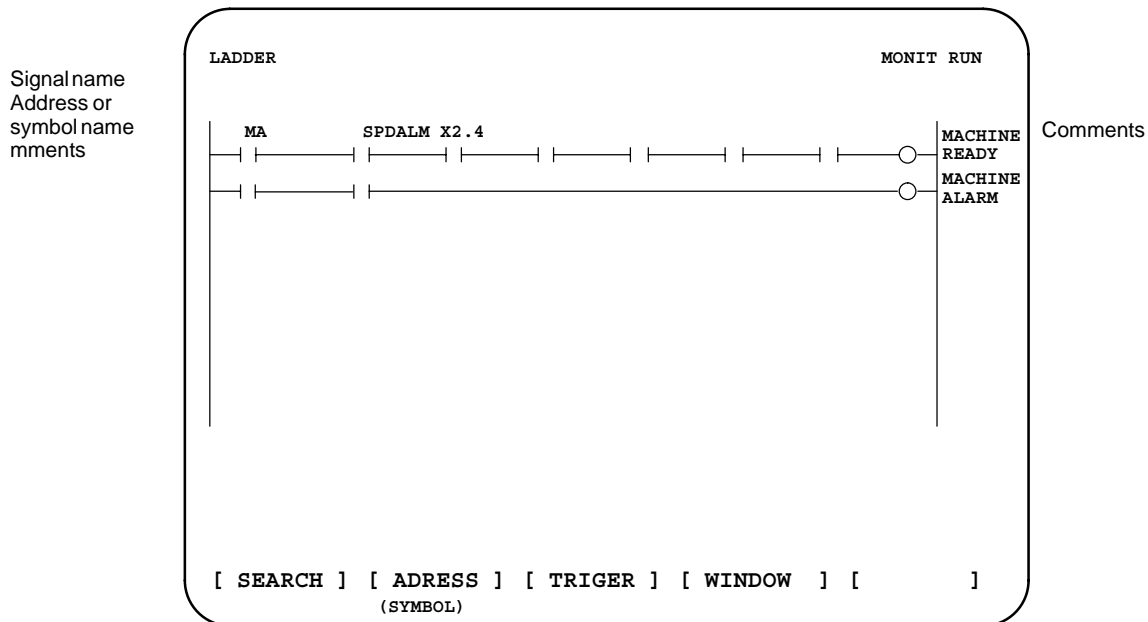 LADDER MONIT RUN
Signal name
Address or
symbol name
mments
MA SPDALM X2.4
MACHINE
READY
MACHINE
ALARM
Comments
[ SEARCH ] [ ADRESS ] [ TRIGER ] [ WINDOW ] [ ]
(SYMBOL)